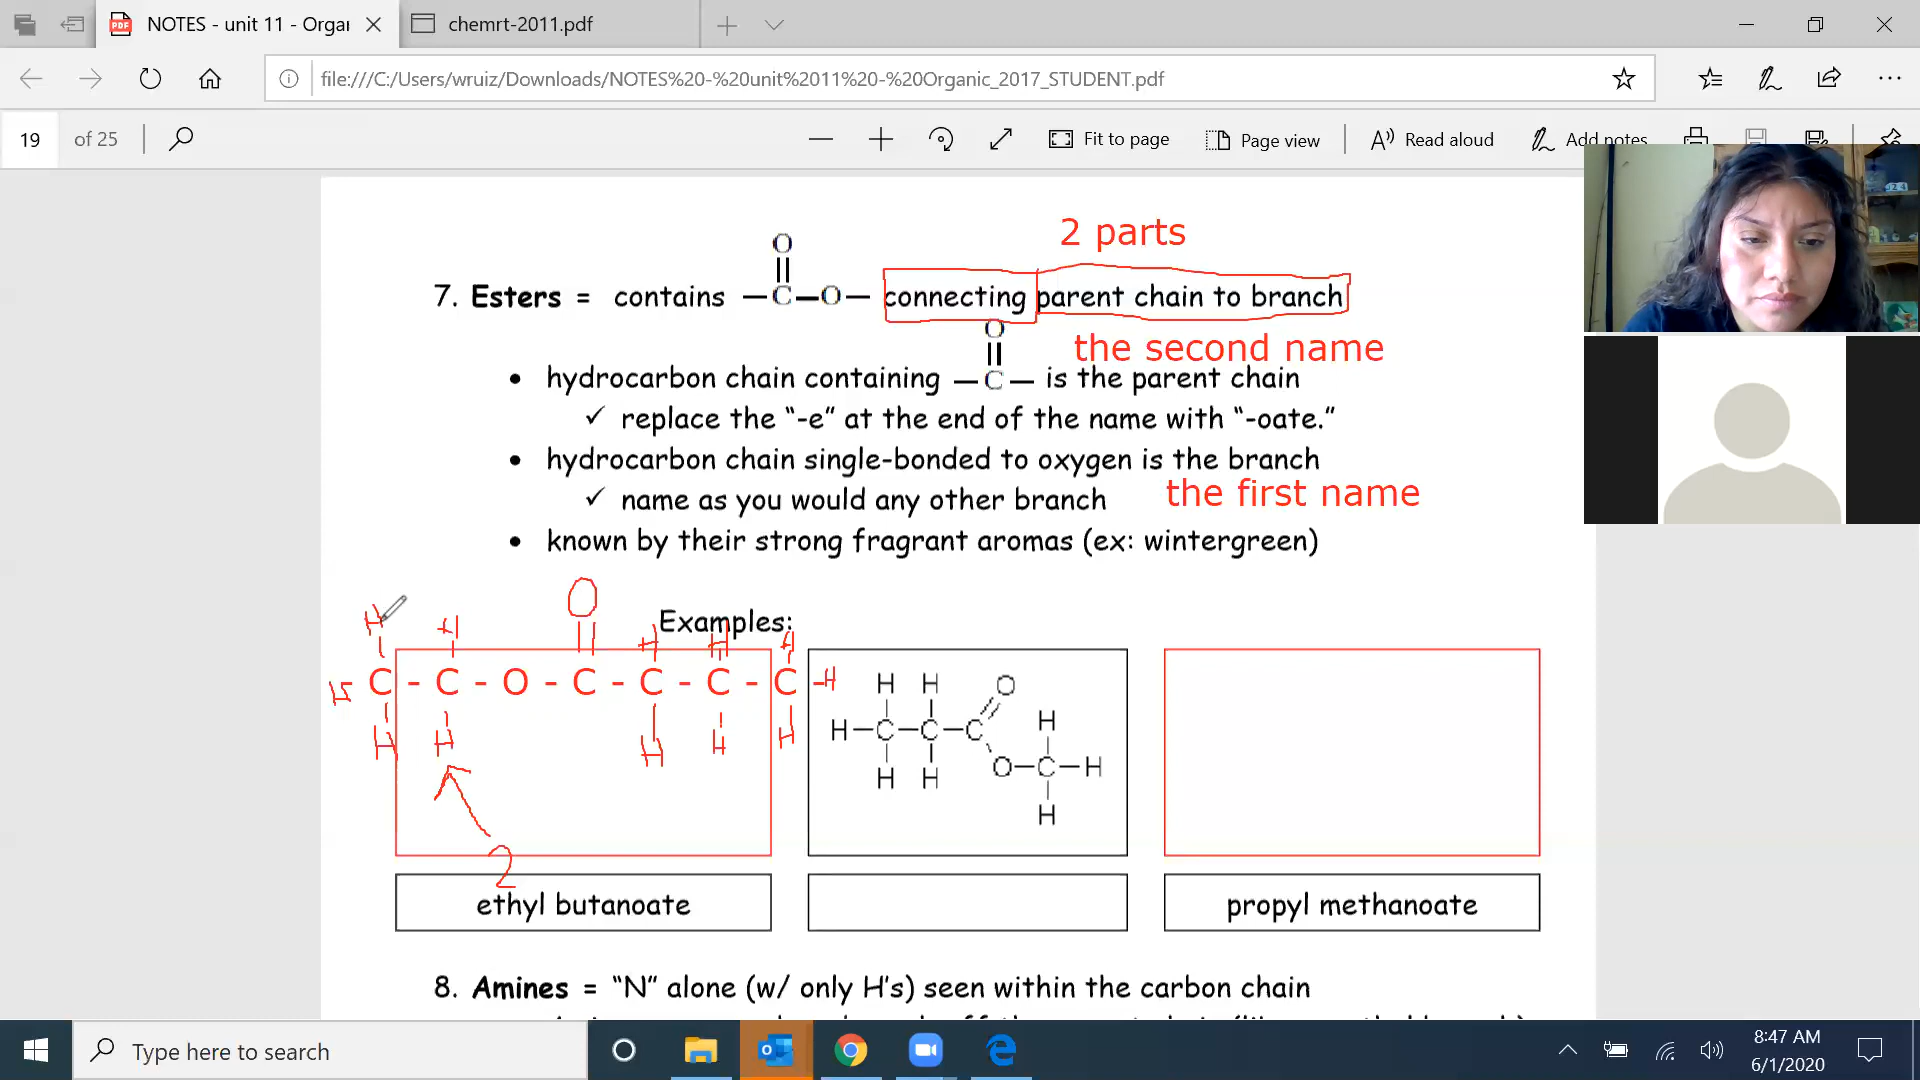 NOTES - unit 11 - Organ
chemrt-2011.pdf
file:///C:/Users/wruiz/Downloads/NOTES%20-%20unit%2011%20-%20Organic_2017_STUDENT.pdf
19 of 25
Fit to page
Page view
Read aloud
Add notes
2 parts
O
7. Esters = contains –C–O– connecting parent chain to branch
O
the second name
hydrocarbon chain containing –C– is the parent chain
✓ replace the “-e” at the end of the name with “-oate.”
hydrocarbon chain single-bonded to oxygen is the branch
✓ name as you would any other branch
the first name
known by their strong fragrant aromas (ex: wintergreen)
O
Examples:
H H H H H
C - C - O - C - C - C - C - H
H H H H H
H H O
H–C–C–C H
H H O–C–H
H
2
ethyl butanoate
propyl methanoate
8. Amines = “N” alone (w/ only H’s) seen within the carbon chain
Type here to search
8:47 AM
6/1/2020